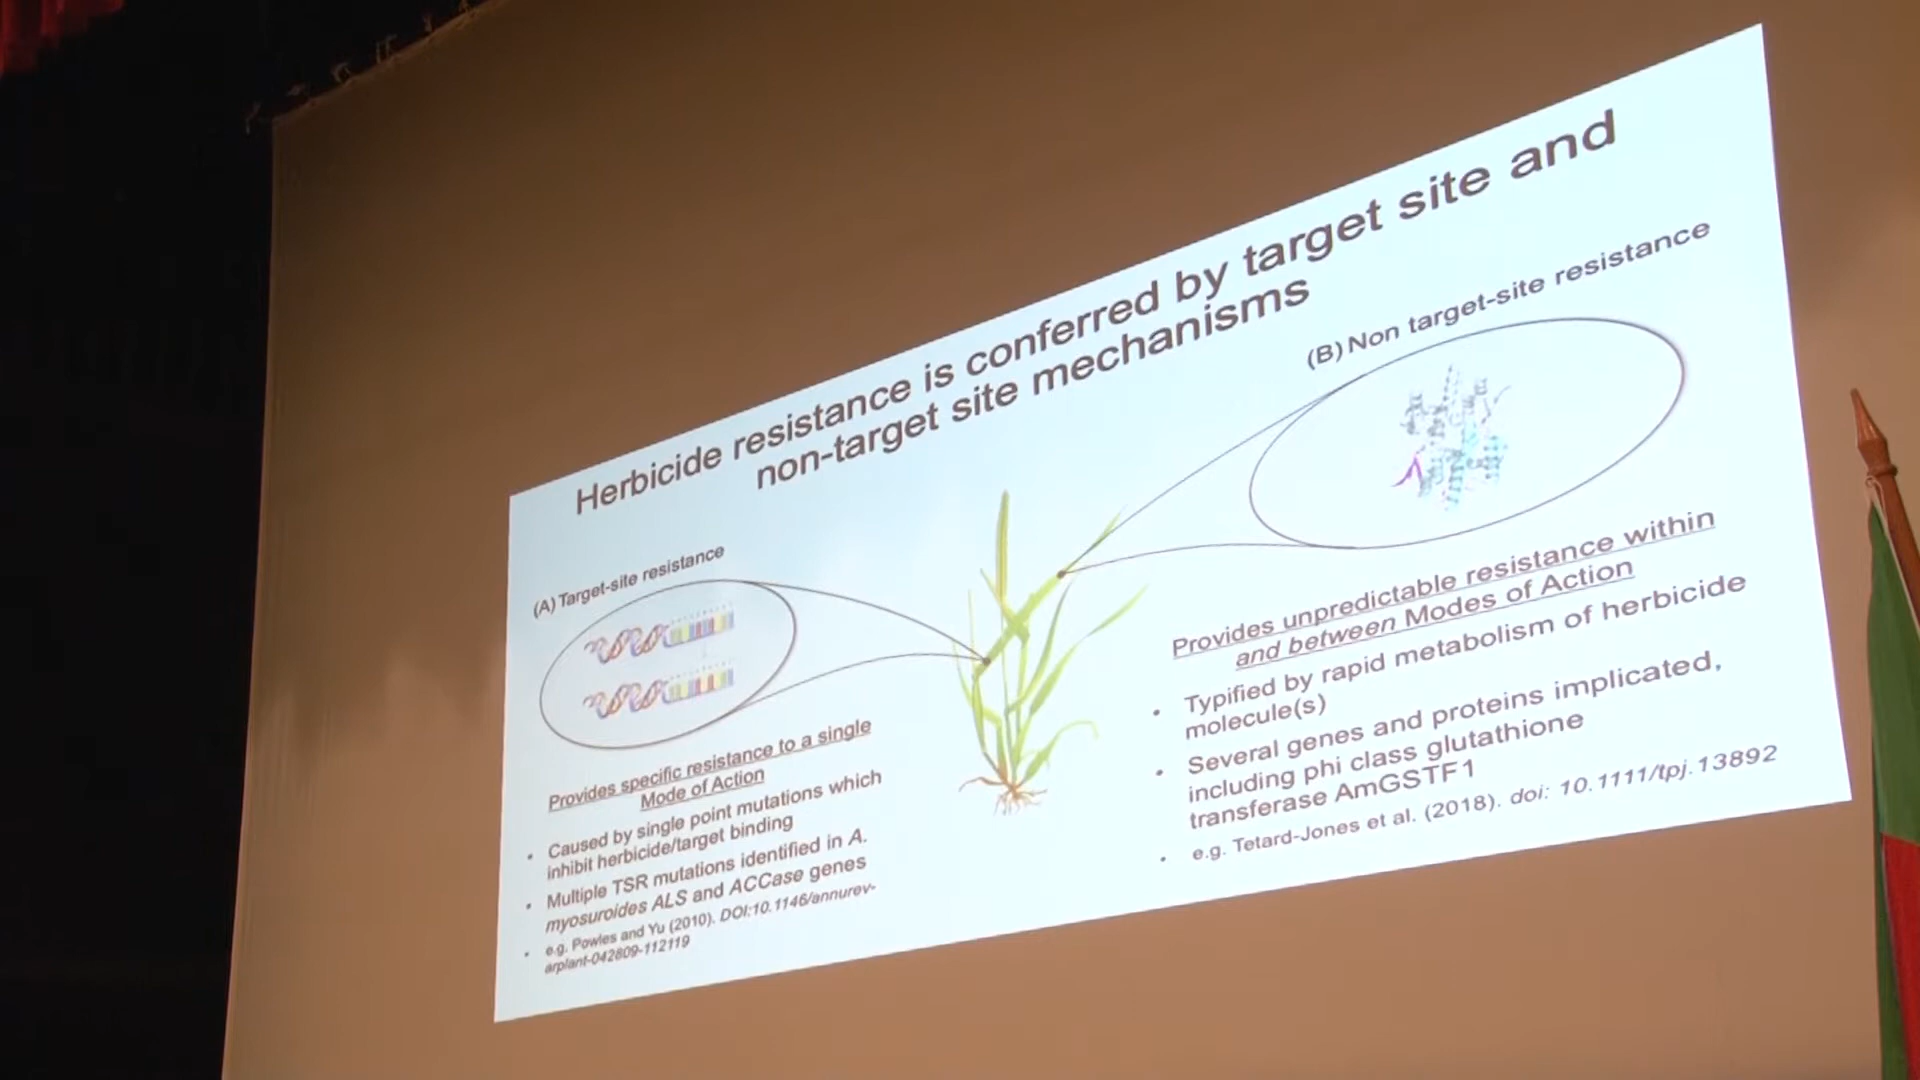 Herbicide resistance is conferred by target site and
non-target site mechanisms
(A) Target-site resistance
Provides specific resistance to a single
Mode of Action
• Caused by single point mutations which
inhibit herbicide/target binding
• Multiple TSR mutations identified in A.
myosuroides ALS and ACCase genes
• e.g. Powles and Yu (2010). DOI:10.1146/annurev-
arplant-042809-112119
(B) Non target-site resistance
Provides unpredictable resistance within
and between Modes of Action
• Typified by rapid metabolism of herbicide
molecule(s)
• Several genes and proteins implicated,
including phi class glutathione
transferase AmGSTF1
• e.g. Tetard-Jones et al. (2018). doi: 10.1111/tpj.13892